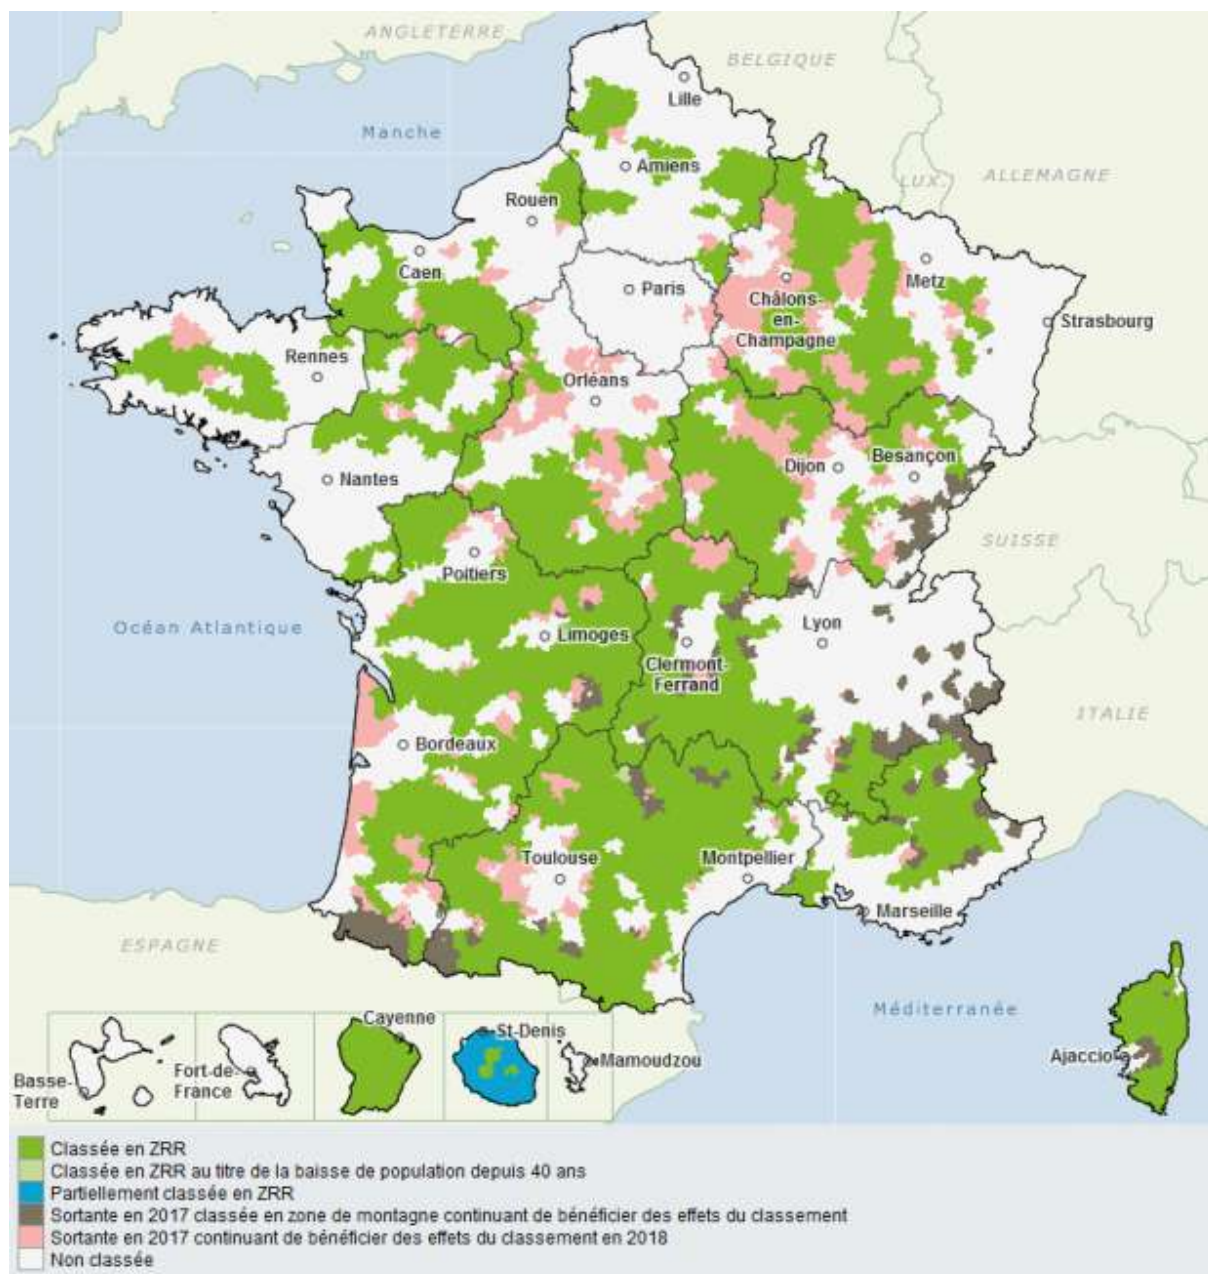 ANGLETERRE
BELGIQUE
Lille
Manche
Amiens
LUX.
ALLEMAGNE
Rouen
Caen
Metz
Paris
Châlons-
en-
Champagne
Strasbourg
Rennes
Orléans
Dijon
Besançon
Nantes
SUISSE
Poitiers
Océan Atlantique
Limoges
Lyon
Clermont-
Ferrand
ITALIE
Bordeaux
Toulouse
Montpellier
Marseille
ESPAGNE
Méditerranée
Cayenne
St-Denis
Mamoudzou
Ajaccio
Basse-
Terre
Fort-de-
France
Classée en ZRR
Classée en ZRR au titre de la baisse de population depuis 40 ans
Partiellement classée en ZRR
Sortante en 2017 classée en zone de montagne continuant de bénéficier des effets du classement
Sortante en 2017 continuant de bénéficier des effets du classement en 2018
Non classée